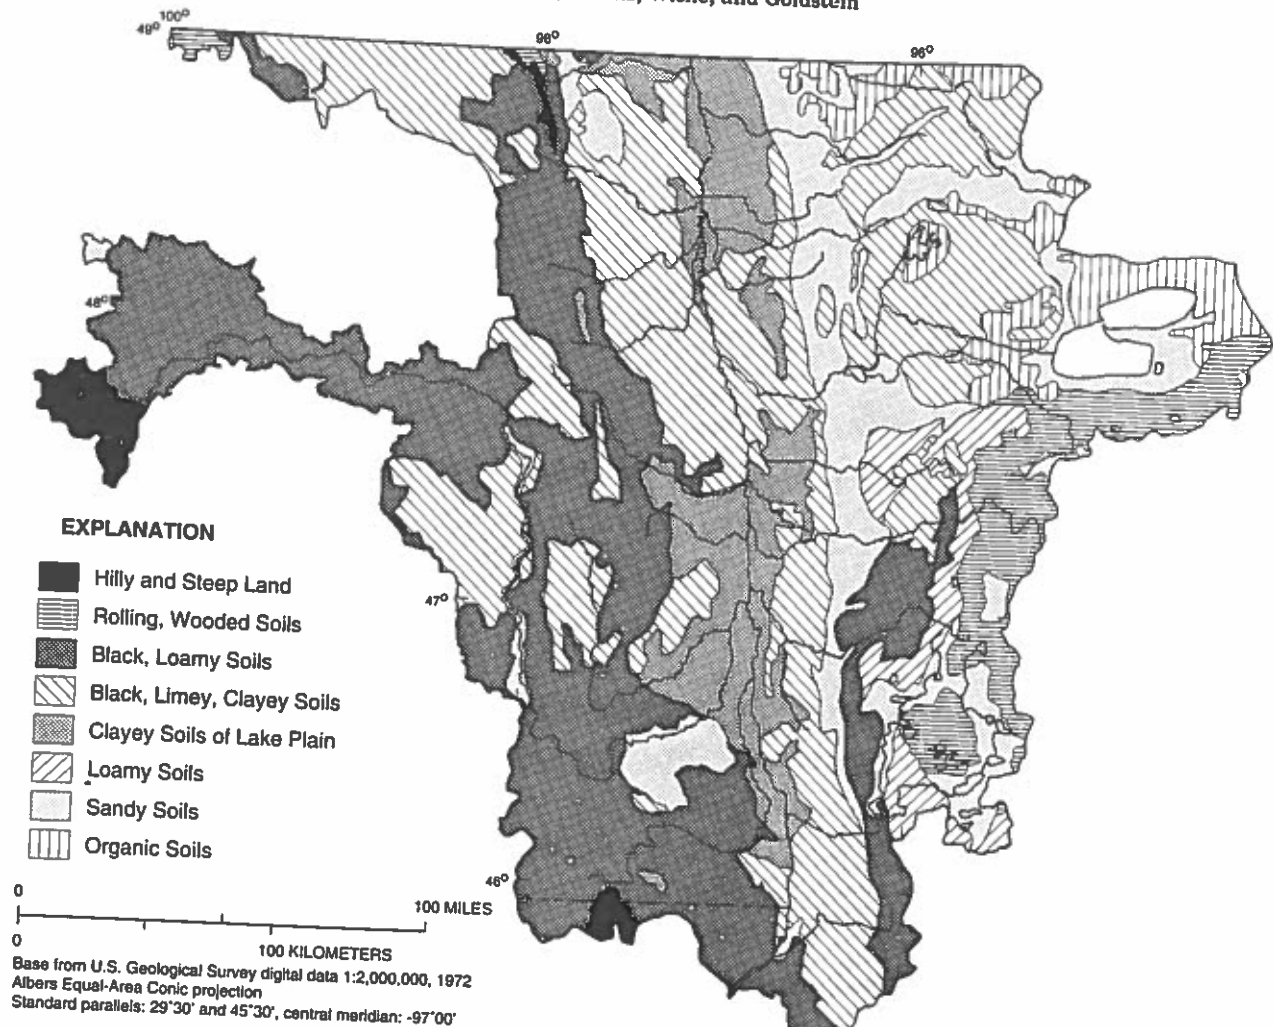 , Wiche, and Goldstein
49° 100°
98°
96°
48°
47°
46°
EXPLANATION
Hilly and Steep Land
Rolling, Wooded Soils
Black, Loamy Soils
Black, Limey, Clayey Soils
Clayey Soils of Lake Plain
Loamy Soils
Sandy Soils
Organic Soils
0
100 MILES
0
100 KILOMETERS
Base from U.S. Geological Survey digital data 1:2,000,000, 1972
Albers Equal-Area Conic projection
Standard parallels: 29°30' and 45°30', central meridian: -97°00'